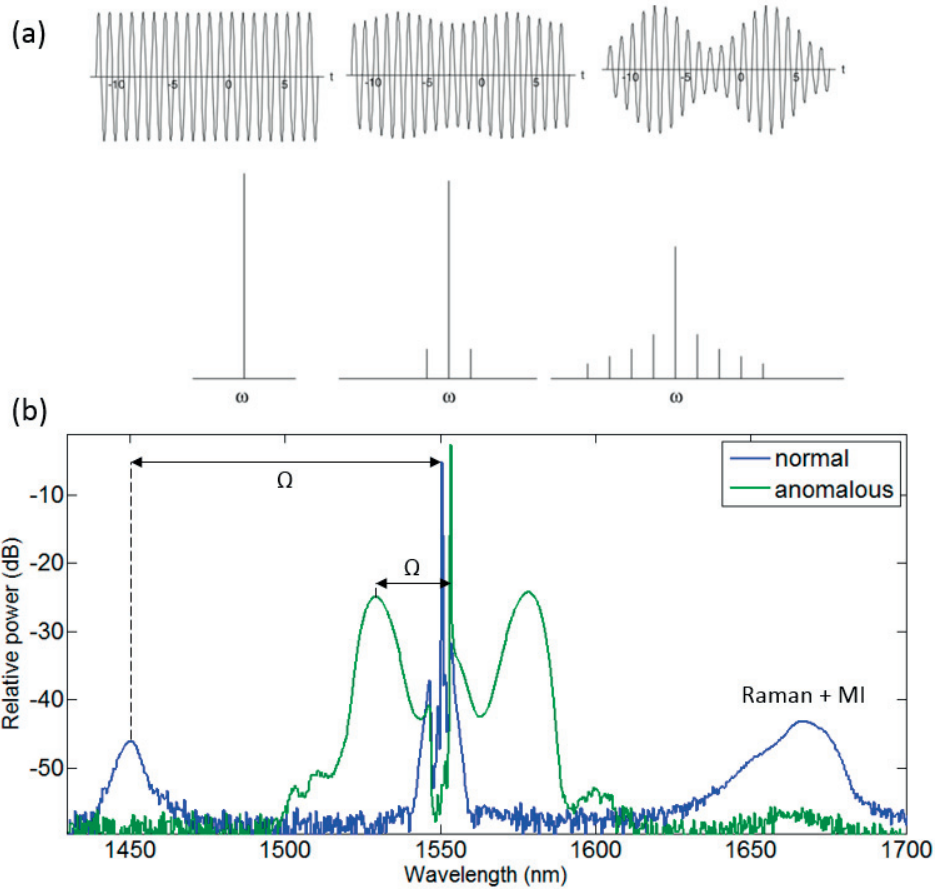 (a)
-10 -5 0 5 t
-10 -5 0 5 t
-10 -5 0 5 t
ω ω ω
(b)
normal
anomalous
Ω
Ω
Raman + MI
-10
-20
-30
-40
-50
Relative power (dB)
1450 1500 1550 1600 1650 1700
Wavelength (nm)